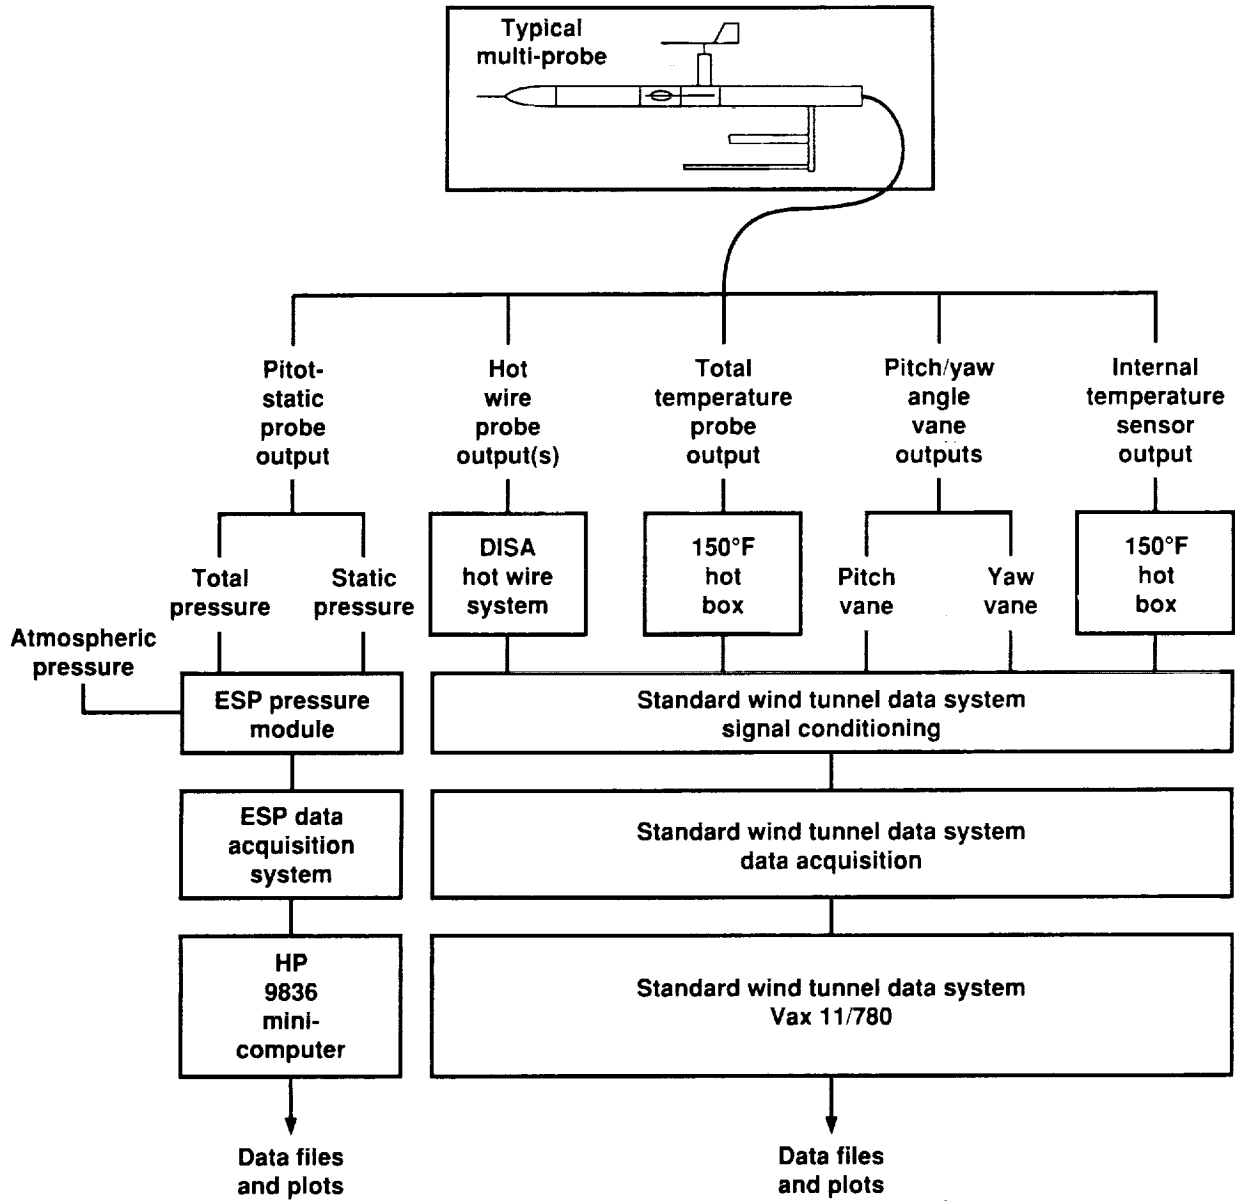 Typical
multi-probe
Pitot-
static
probe
output
Hot
wire
probe
output(s)
Total
temperature
probe
output
Pitch/yaw
angle
vane
outputs
Internal
temperature
sensor
output
Total
pressure
Static
pressure
DISA
hot wire
system
150°F
hot
box
Pitch
vane
Yaw
vane
150°F
hot
box
Atmospheric
pressure
ESP pressure
module
Standard wind tunnel data system
signal conditioning
ESP data
acquisition
system
Standard wind tunnel data system
data acquisition
HP
9836
mini-
computer
Standard wind tunnel data system
Vax 11/780
Data files
and plots
Data files
and plots